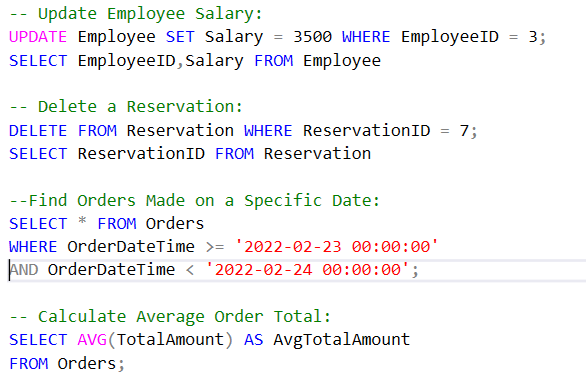 -- Update Employee Salary:
UPDATE Employee SET Salary = 3500 WHERE EmployeeID = 3;
SELECT EmployeeID,Salary FROM Employee
-- Delete a Reservation:
DELETE FROM Reservation WHERE ReservationID = 7;
SELECT ReservationID FROM Reservation
--Find Orders Made on a Specific Date:
SELECT * FROM Orders
WHERE OrderDateTime >= '2022-02-23 00:00:00'
AND OrderDateTime < '2022-02-24 00:00:00';
-- Calculate Average Order Total:
SELECT AVG(TotalAmount) AS AvgTotalAmount
FROM Orders;